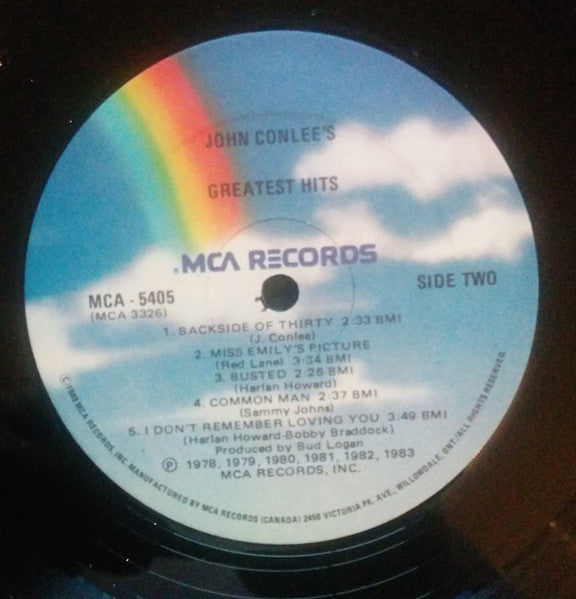 JOHN CONLEE'S
GREATEST HITS
MCA RECORDS
MCA - 5405
SIDE TWO
(MCA 3326)
1. BACKSIDE OF THIRTY 2:33 BMI
(J. Conlee)
2. MISS EMILY'S PICTURE
(Red Lane) 3:34 BMI
3. BUSTED 2:26 BMI
(Harlan Howard)
4. COMMON MAN 2:37 BMI
(Sammy Johns)
5. I DON'T REMEMBER LOVING YOU 3:49 BMI
(Harlan Howard-Bobby Braddock)
Produced by Bud Logan
Ⓟ 1978, 1979, 1980, 1981, 1982, 1983
MCA RECORDS, INC.
MCA RECORDS, INC. MANUFACTURED BY MCA RECORDS (CANADA) 2450 VICTORIA PK. AVE., WILLOWDALE, ONT./ALL RIGHTS RESERVED.